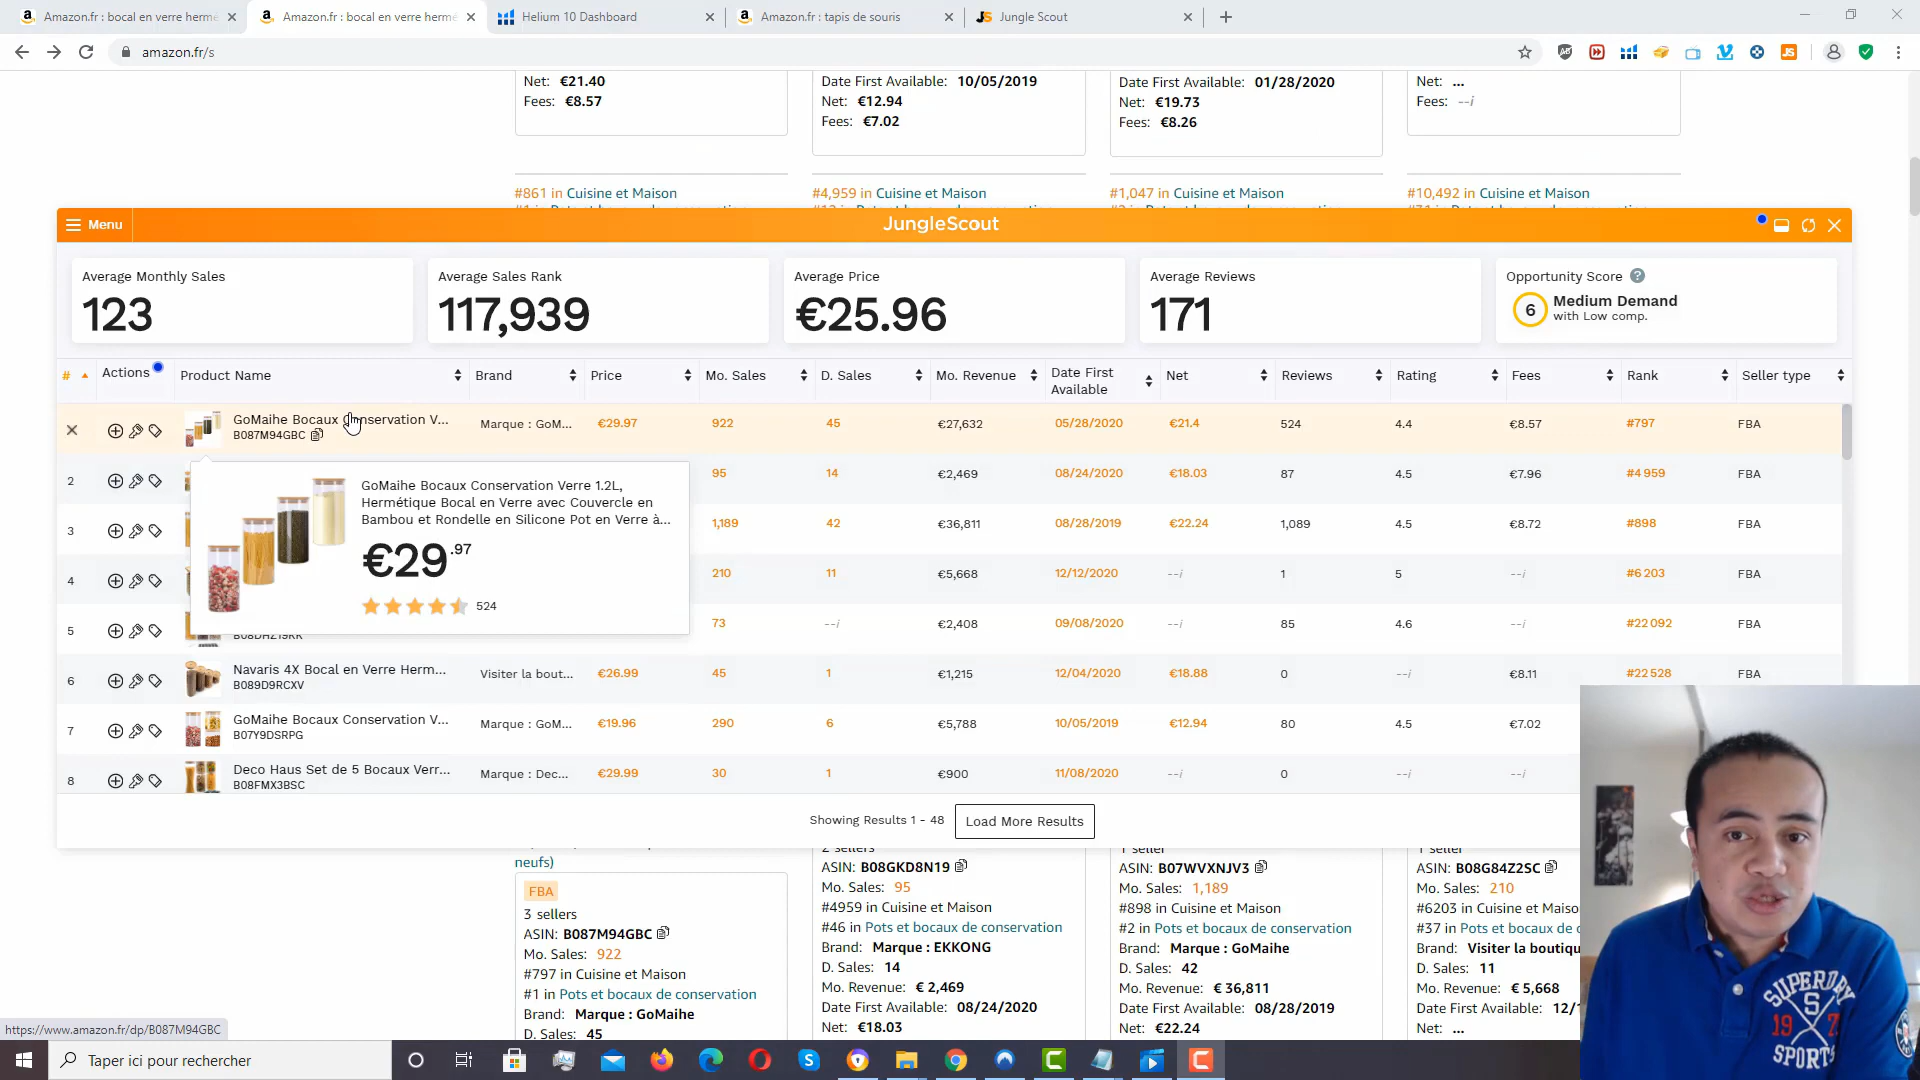 Amazon.fr : bocal en verre hermé
Amazon.fr : bocal en verre hermé
Helium 10 Dashboard
Amazon.fr : tapis de souris
Jungle Scout
amazon.fr/s
Net: €21.40
Fees: €8.57
Date First Available: 10/05/2019
Net: €12.94
Fees: €7.02
Date First Available: 01/28/2020
Net: €19.73
Fees: €8.26
Net: ...
Fees: --i
#861 in Cuisine et Maison
#4,959 in Cuisine et Maison
#1,047 in Cuisine et Maison
#10,492 in Cuisine et Maison
Menu
JungleScout
Average Monthly Sales
123
Average Sales Rank
117,939
Average Price
€25.96
Average Reviews
171
Opportunity Score ?
6 Medium Demand
with Low comp.
# Actions Product Name Brand Price Mo. Sales D. Sales Mo. Revenue Date First Available Net Reviews Rating Fees Rank Seller type
GoMaihe Bocaux Conservation V... Marque : GoM... €29.97 922 45 €27,632 05/28/2020 €21.4 524 4.4 €8.57 #797 FBA
B087M94GBC
2 95 14 €2,469 08/24/2020 €18.03 87 4.5 €7.96 #4 959 FBA
3 1,189 42 €36,811 08/28/2019 €22.24 1,089 4.5 €8.72 #898 FBA
4 210 11 €5,668 12/12/2020 --i 1 5 --i #6 203 FBA
5 73 --i €2,408 09/08/2020 --i 85 4.6 --i #22 092 FBA
GoMaihe Bocaux Conservation Verre 1.2L,
Hermétique Bocal en Verre avec Couvercle en
Bambou et Rondelle en Silicone Pot en Verre à...
€29.97
524
6 Navaris 4X Bocal en Verre Herm... Visiter la bout... €26.99 45 1 €1,215 12/04/2020 €18.88 0 --i €8.11 #22 528 FBA
B089D9RCXV
7 GoMaihe Bocaux Conservation V... Marque : GoM... €19.96 290 6 €5,788 10/05/2019 €12.94 80 4.5 €7.02
B07Y9DSRPG
8 Deco Haus Set de 5 Bocaux Verr... Marque : Dec... €29.99 30 1 €900 11/08/2020 --i 0 --i --i
B08FMX3BSC
Showing Results 1 - 48
Load More Results
neufs)
FBA
3 sellers
ASIN: B087M94GBC
Mo. Sales: 922
#797 in Cuisine et Maison
#1 in Pots et bocaux de conservation
Brand: Marque : GoMaihe
D. Sales: 45
2 sellers
ASIN: B08GKD8N19
Mo. Sales: 95
#4959 in Cuisine et Maison
#46 in Pots et bocaux de conservation
Brand: Marque : EKKONG
D. Sales: 14
Mo. Revenue: € 2,469
Date First Available: 08/24/2020
Net: €18.03
1 seller
ASIN: B07WVXNJV3
Mo. Sales: 1,189
#898 in Cuisine et Maison
#2 in Pots et bocaux de conservation
Brand: Marque : GoMaihe
D. Sales: 42
Mo. Revenue: € 36,811
Date First Available: 08/28/2019
Net: €22.24
1 seller
ASIN: B08G84Z2SC
Mo. Sales: 210
#6203 in Cuisine et Maison
#37 in Pots et bocaux de c
Brand: Visiter la boutiqu
D. Sales: 11
Mo. Revenue: € 5,668
Date First Available: 12/1
Net: ...
https://www.amazon.fr/dp/B087M94GBC
Taper ici pour rechercher
SUPERDRY
S
19 7
SPORTS